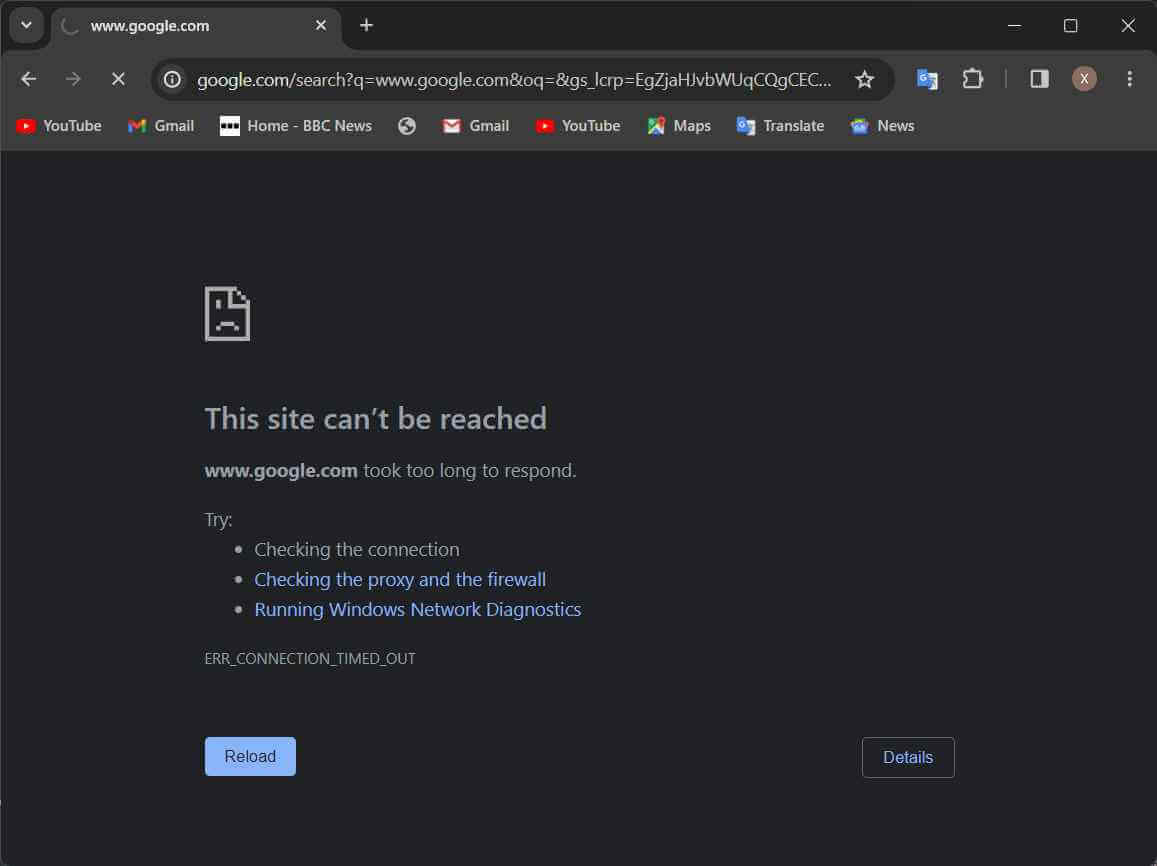 www.google.com
google.com/search?q=www.google.com&oq=&gs_lcrp=EgZjaHJvbWUqCQgCEC...
X
YouTube Gmail Home - BBC News Gmail YouTube Maps Translate News
This site can’t be reached
www.google.com took too long to respond.
Try:
Checking the connection
Checking the proxy and the firewall
Running Windows Network Diagnostics
ERR_CONNECTION_TIMED_OUT
Reload Details